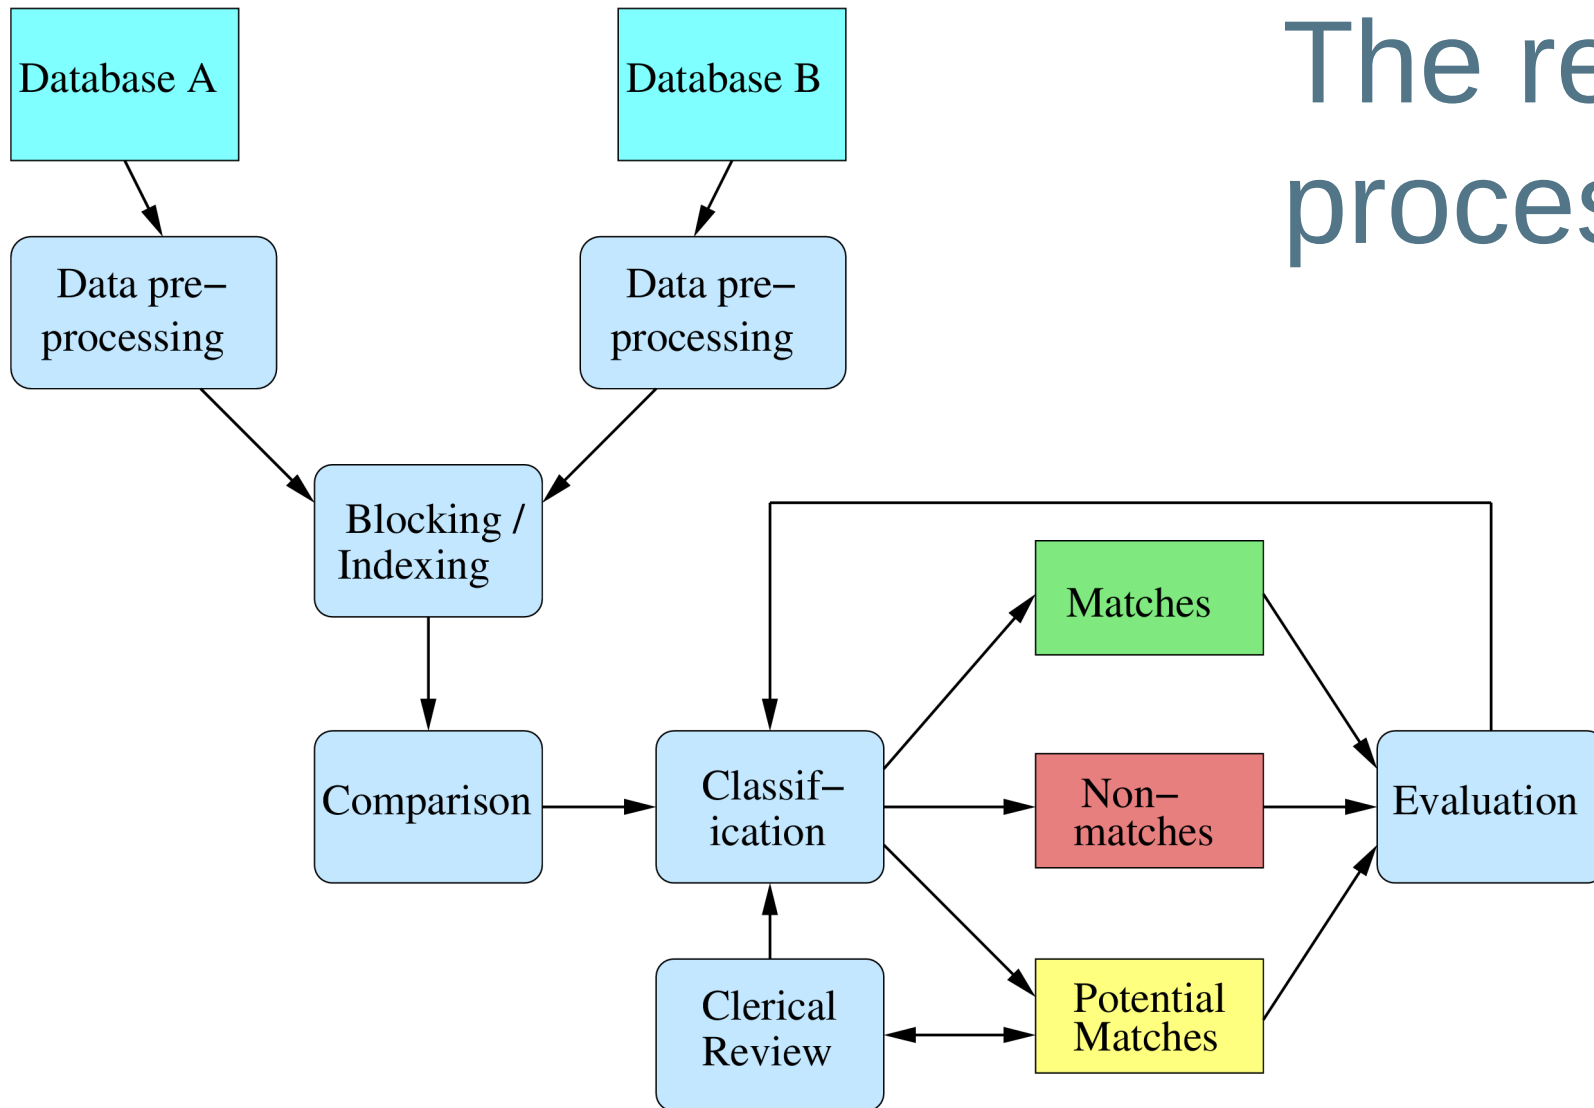 The re
proces
Database A
Database B
Data pre–
processing
Data pre–
processing
Blocking /
Indexing
Matches
Comparison
Classif–
ication
Non–
matches
Evaluation
Clerical
Review
Potential
Matches